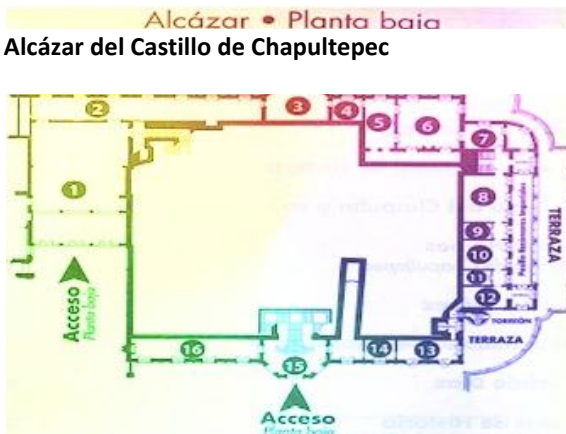 Alcázar • Planta baja
Alcázar del Castillo de Chapultepec
2
3
4
5
6
7
1
8
9
10
11
12
TERRAZA
Acceso
Planta baja
TORREÓN
TERRAZA
16
15
14
13
Acceso
Planta baja